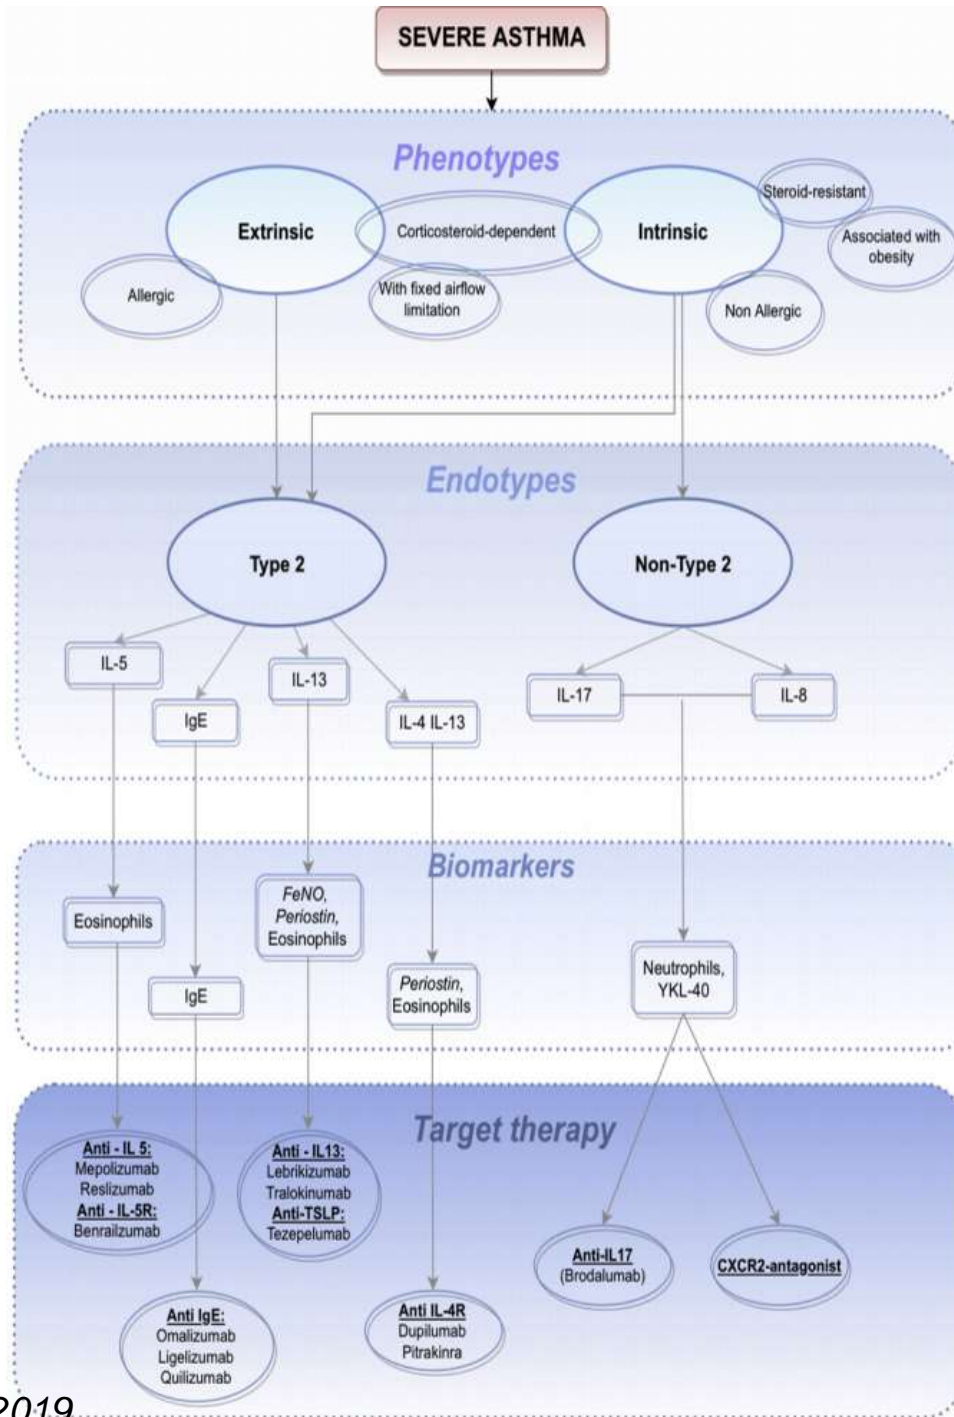 SEVERE ASTHMA
Phenotypes
Extrinsic
Corticosteroid-dependent
Intrinsic
Steroid-resistant
Associated with
obesity
Allergic
With fixed airflow
limitation
Non Allergic
Endotypes
Type 2
Non-Type 2
IL-5
IgE
IL-13
IL-4 IL-13
IL-17
IL-8
Biomarkers
Eosinophils
IgE
FeNO,
Periostin,
Eosinophils
Periostin,
Eosinophils
Neutrophils,
YKL-40
Target therapy
Anti - IL 5:
Mepolizumab
Reslizumab
Anti - IL-5R:
Benrailzumab
Anti IgE:
Omalizumab
Ligelizumab
Quilizumab
Anti - IL13:
Lebrikizumab
Tralokinumab
Anti-TSLP:
Tezepelumab
Anti IL-4R
Dupilumab
Pitrakinra
Anti-IL17
(Brodalumab)
CXCR2-antagonist
2019